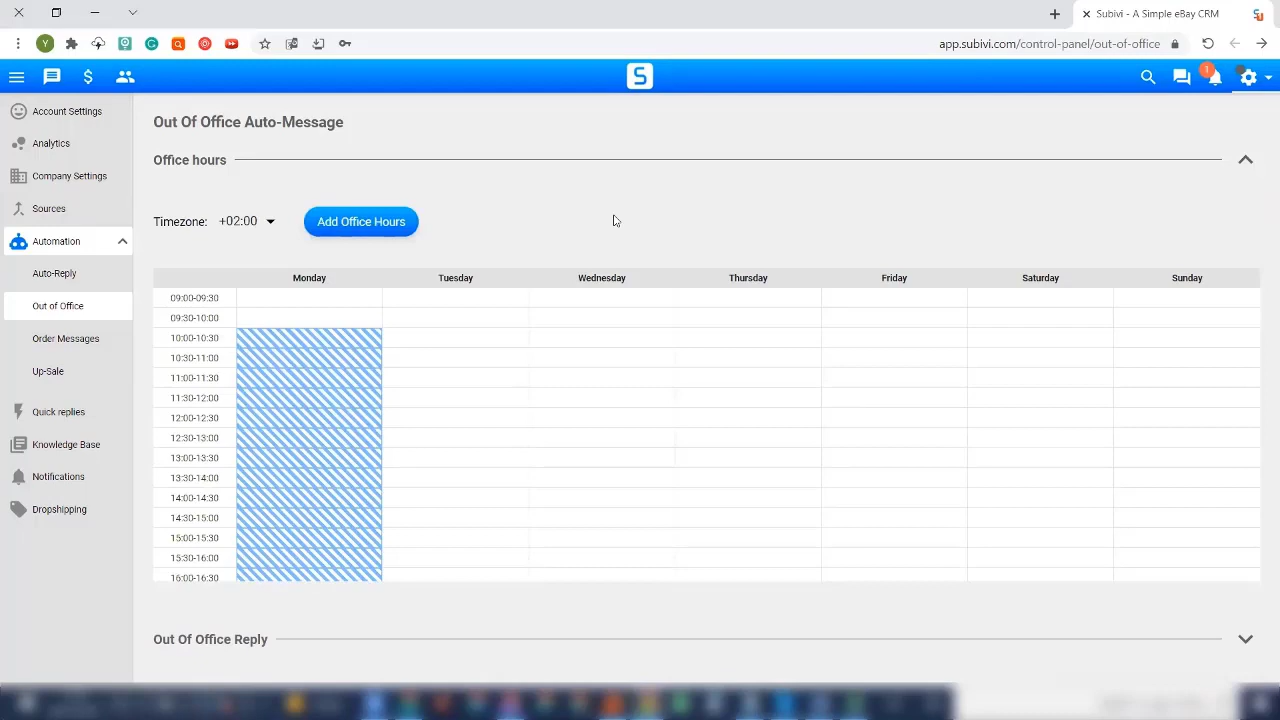 Subivi - A Simple eBay CRM
app.subivi.com/control-panel/out-of-office
S
1
Account Settings
Analytics
Company Settings
Sources
Automation
Auto-Reply
Out of Office
Order Messages
Up-Sale
Quick replies
Knowledge Base
Notifications
Dropshipping
Out Of Office Auto-Message
Office hours
Timezone: +02:00 Add Office Hours
Monday Tuesday Wednesday Thursday Friday Saturday Sunday
09:00-09:30
09:30-10:00
10:00-10:30
10:30-11:00
11:00-11:30
11:30-12:00
12:00-12:30
12:30-13:00
13:00-13:30
13:30-14:00
14:00-14:30
14:30-15:00
15:00-15:30
15:30-16:00
16:00-16:30
Out Of Office Reply